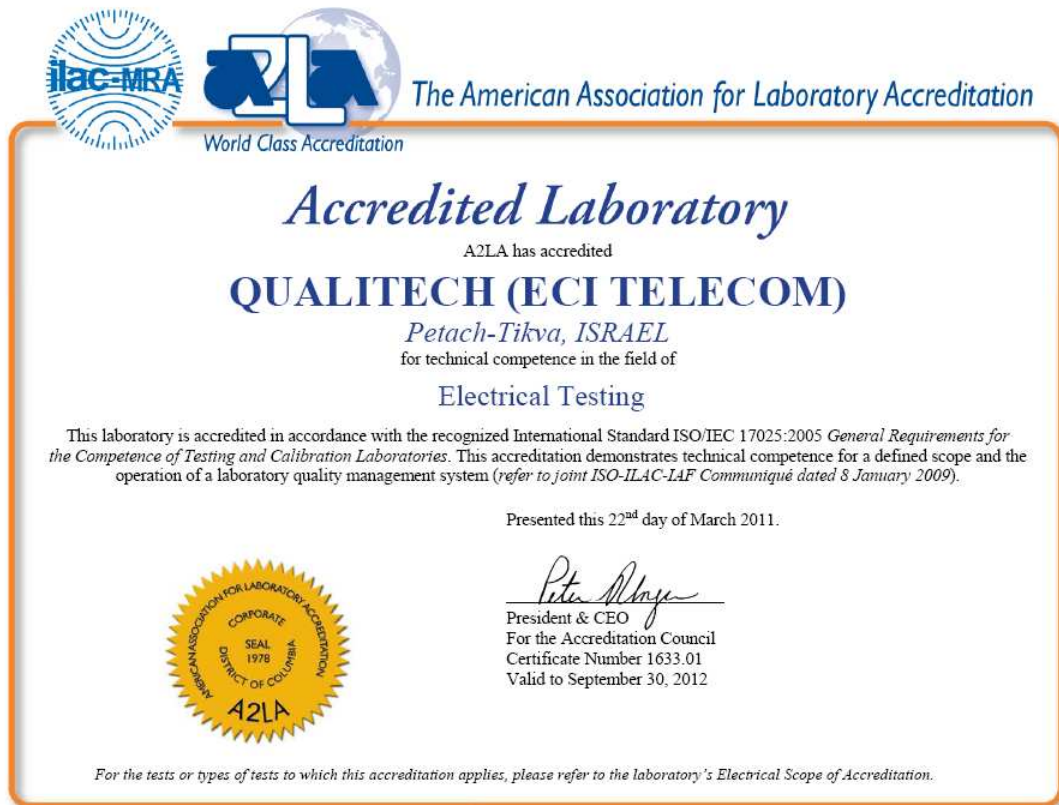 ilac-MRA
A2LA
The American Association for Laboratory Accreditation
World Class Accreditation
Accredited Laboratory
A2LA has accredited
QUALITECH (ECI TELECOM)
Petach-Tikva, ISRAEL
for technical competence in the field of
Electrical Testing
This laboratory is accredited in accordance with the recognized International Standard ISO/IEC 17025:2005 General Requirements for
the Competence of Testing and Calibration Laboratories. This accreditation demonstrates technical competence for a defined scope and the
operation of a laboratory quality management system (refer to joint ISO-ILAC-IAF Communiqué dated 8 January 2009).
Presented this 22nd day of March 2011.
President & CEO
For the Accreditation Council
Certificate Number 1633.01
Valid to September 30, 2012
AMERICAN ASSOCIATION FOR LABORATORY ACCREDITATION
CORPORATE
SEAL
1978
DISTRICT OF COLUMBIA
A2LA
For the tests or types of tests to which this accreditation applies, please refer to the laboratory's Electrical Scope of Accreditation.